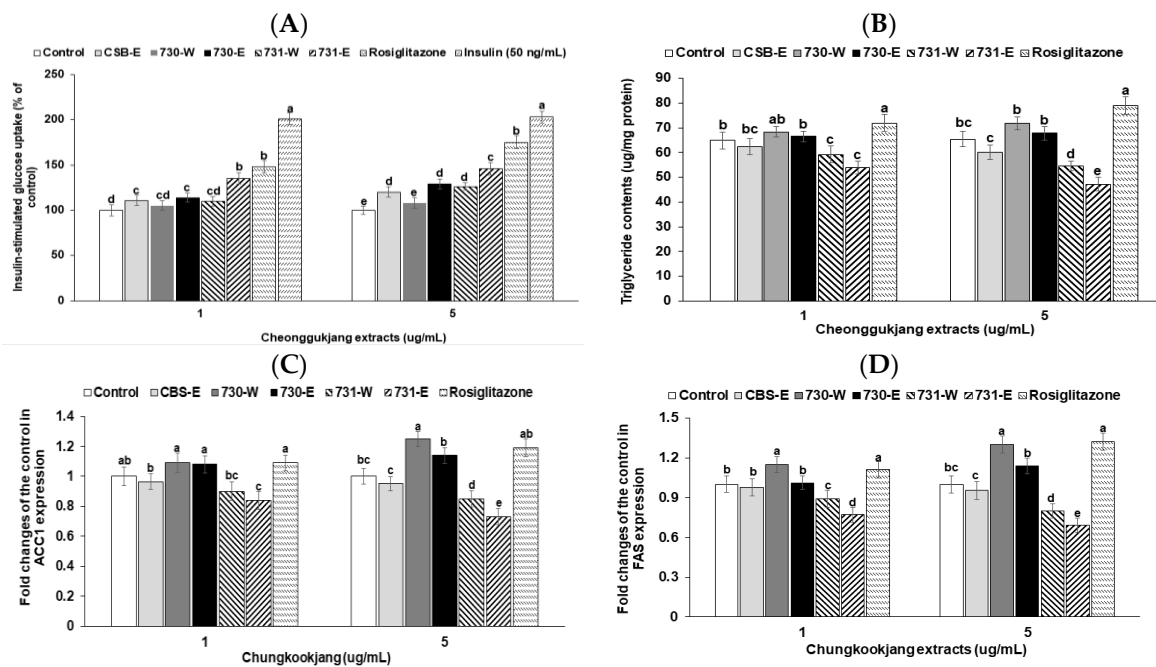 (A)
Control CSB-E 730-W 730-E 731-W 731-E Rosiglitazone Insulin (50 ng/mL)
Insulin-stimulated glucose uptake (% of
control)
250
200
150
100
50
0
d c cd c cd b b a
e d e d d c b a
1 5
Cheonggukjang extracts (ug/mL)
(B)
Control CSB-E 730-W 730-E 731-W 731-E Rosiglitazone
Triglyceride contents (ug/mg protein)
90
80
70
60
50
40
30
20
10
0
b bc ab b c c a
bc c b b d e a
1 5
Cheonggukjang extracts (ug/mL)
(C)
Control CBS-E 730-W 730-E 731-W 731-E Rosiglitazone
Fold changes of the control in
ACC1 expression
1.4
1.2
1
0.8
0.6
0.4
0.2
0
ab b a a bc c a
bc c a b d e ab
1 5
Chungkookjang (ug/mL)
(D)
Control CBS-E 730-W 730-E 731-W 731-E Rosiglitazone
Fold changes of the control in
FAS expression
1.5
1.2
0.9
0.6
0.3
0
b b a b c d a
bc c a b d e a
1 5
Chungkookjang extracts (ug/mL)